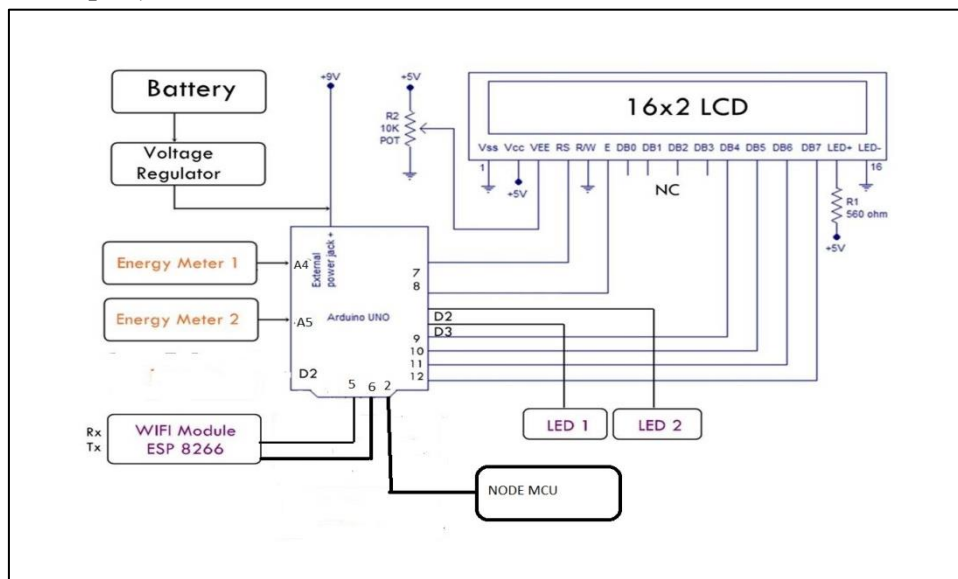 Battery
+9V
+5V
R2
10K
POT
16x2 LCD
Vss Vcc VEE RS R/W E DB0 DB1 DB2 DB3 DB4 DB5 DB6 DB7 LED+ LED-
1
16
+5V
NC
R1
560 ohm
+5V
Voltage
Regulator
External
power jack +
Energy Meter 1
A4
7
8
Energy Meter 2
A5
Arduino UNO
D2
D3
9
10
11
12
D2
5 6 2
Rx
Tx
WIFI Module
ESP 8266
LED 1
LED 2
NODE MCU